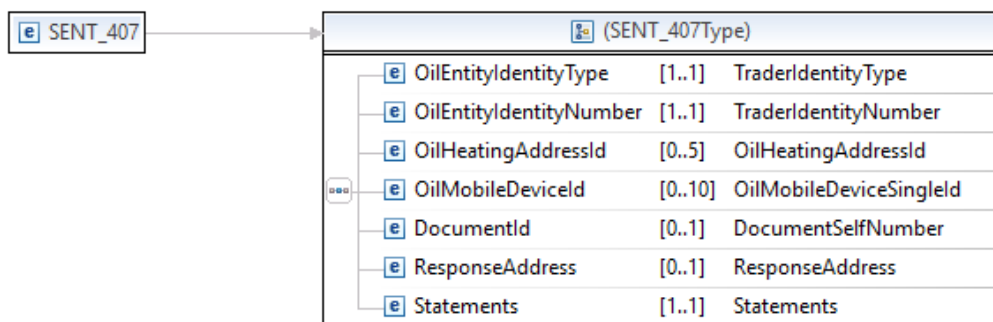 e SENT_407
(SENT_407Type)
e OilEntityIdentityType [1..1] TraderIdentityType
e OilEntityIdentityNumber [1..1] TraderIdentityNumber
e OilHeatingAddressId [0..5] OilHeatingAddressId
e OilMobileDeviceId [0..10] OilMobileDeviceSingleId
e DocumentId [0..1] DocumentSelfNumber
e ResponseAddress [0..1] ResponseAddress
e Statements [1..1] Statements